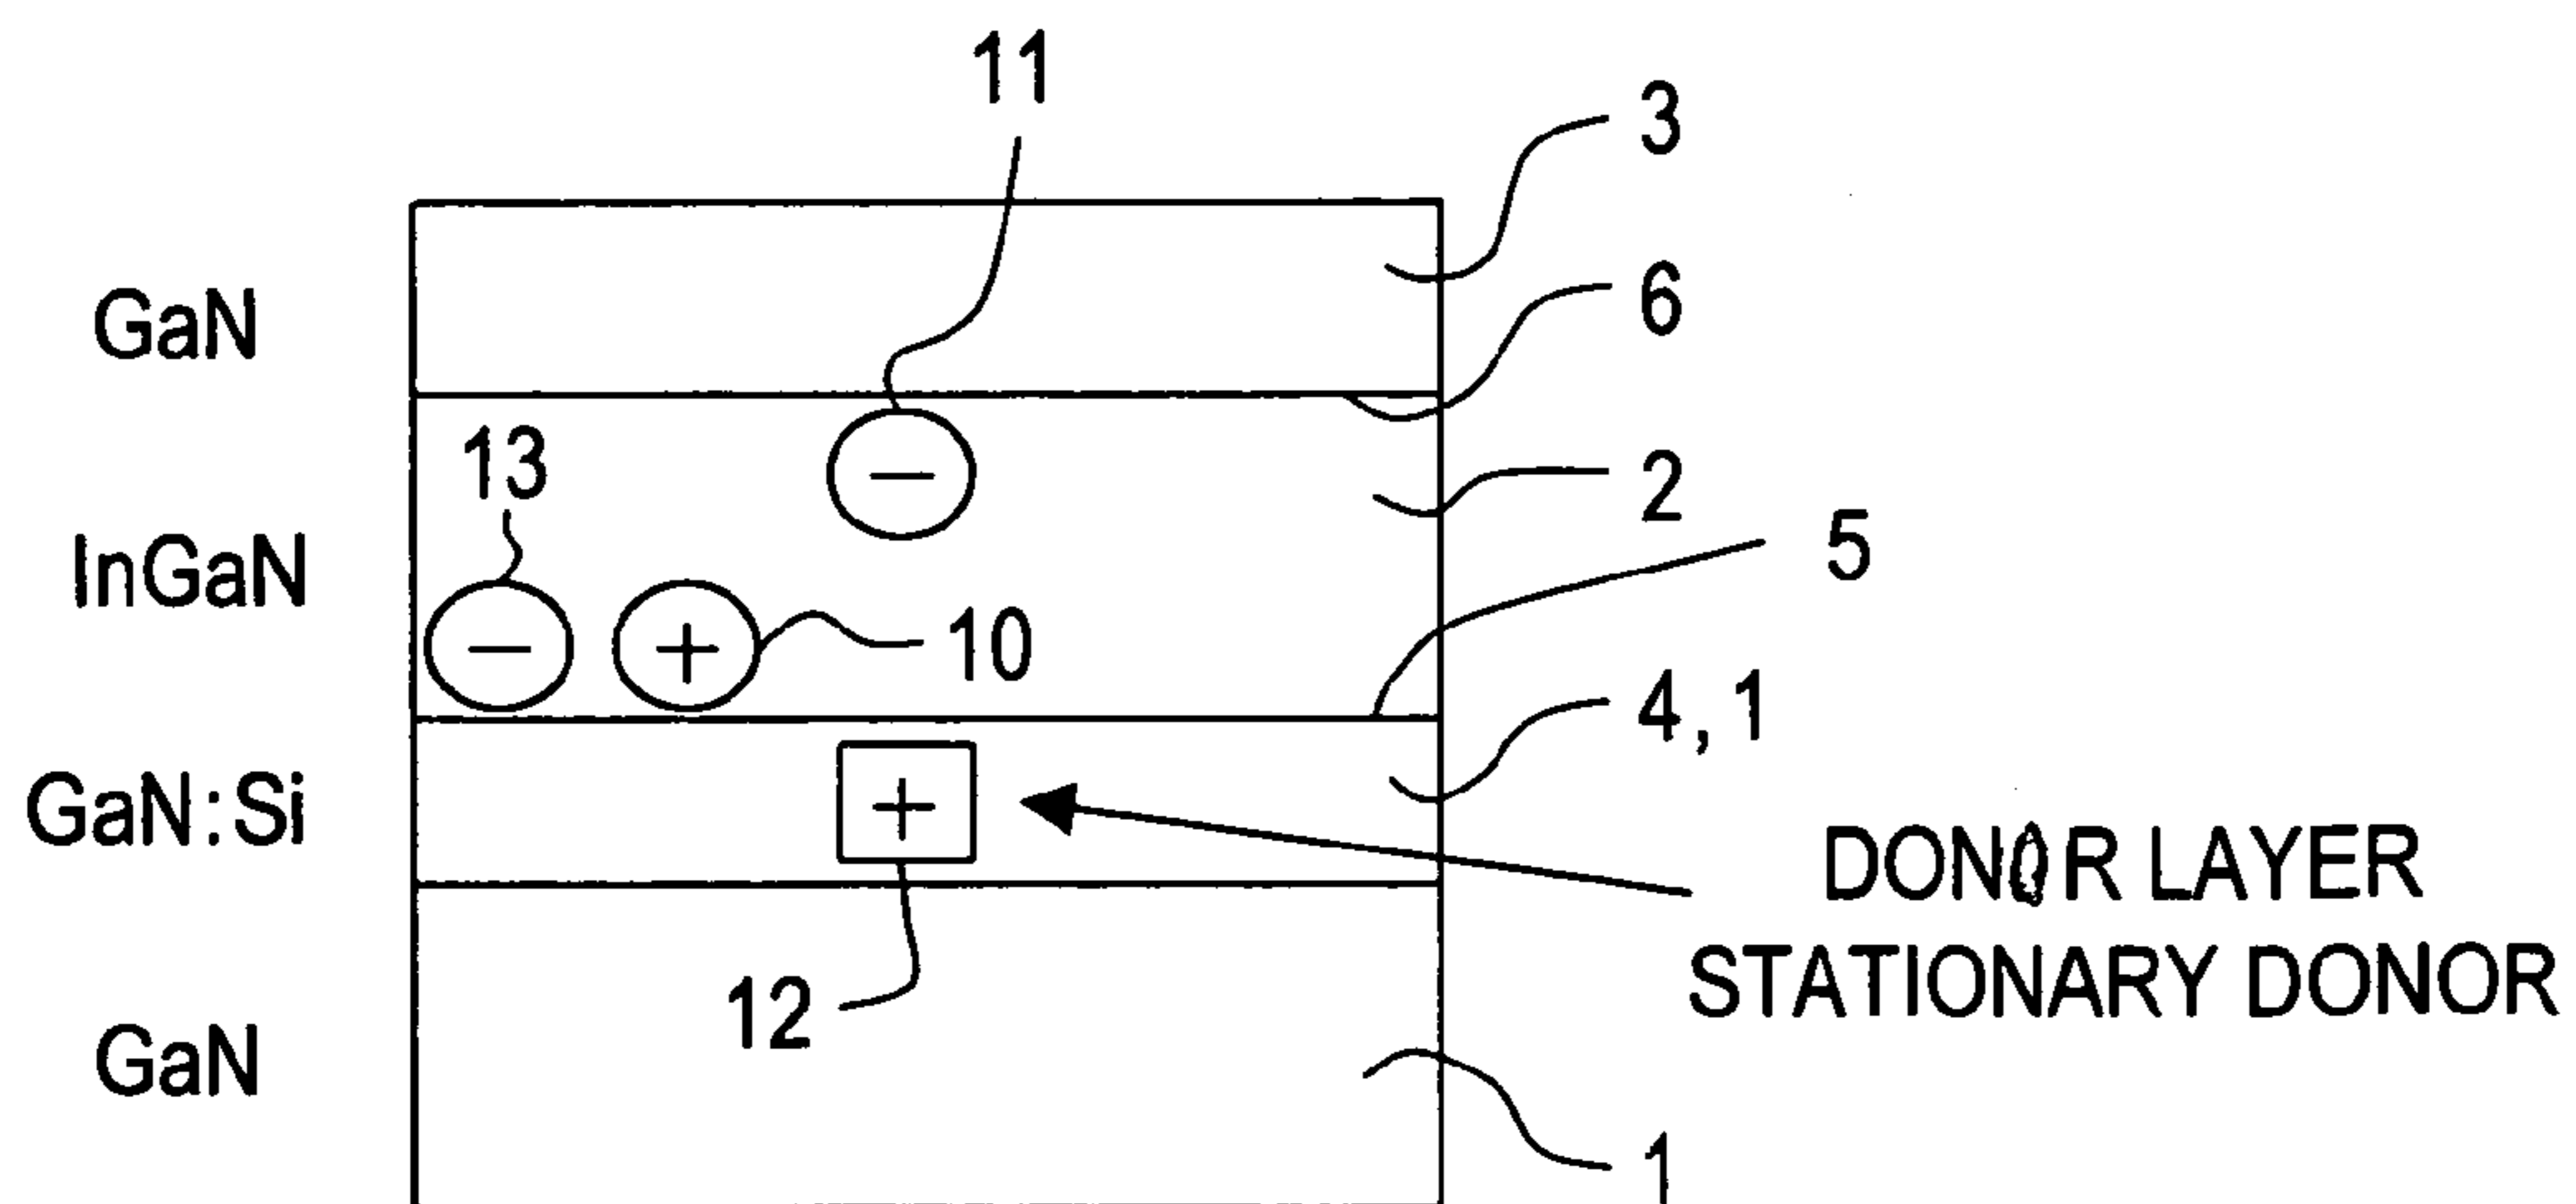 11
3
GaN
6
13
2
InGaN
5
10
4,1
GaN:Si
DONOR LAYER
STATIONARY DONOR
12
GaN
1